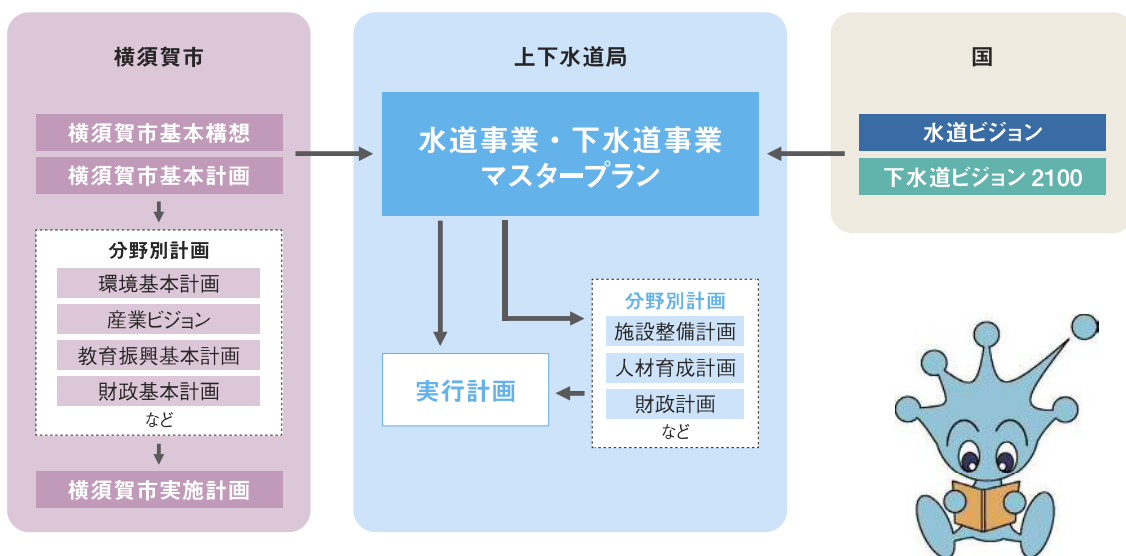 横須賀市
横須賀市基本構想
横須賀市基本計画
分野別計画
環境基本計画
産業ビジョン
教育振興基本計画
財政基本計画
など
横須賀市実施計画
上下水道局
水道事業・下水道事業
マスタープラン
分野別計画
施設整備計画
人材育成計画
財政計画
など
実行計画
国
水道ビジョン
下水道ビジョン 2100